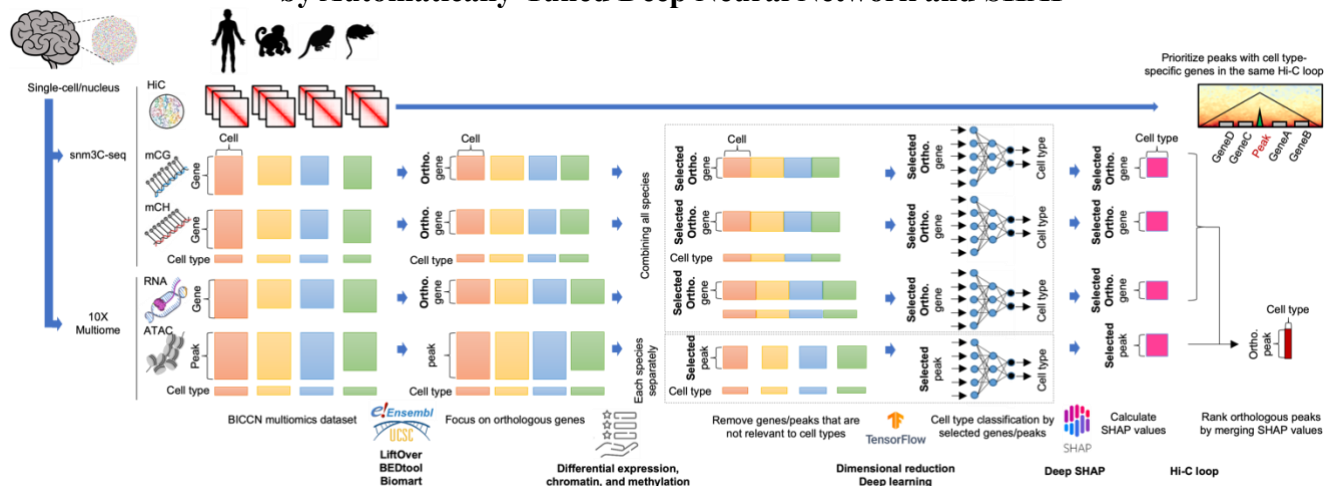 by Automatically-Tuned Deep Neural Network and SHAP
Single-cell/nucleus
snm3C-seq
10X
Multiome
HiC
mCG
mCH
RNA
ATAC
Gene
Gene
Cell type
Gene
Peak
Cell type
Cell
BICCN multiomics dataset
e!Ensembl
UCSC
LiftOver
BEDtool
Biomart
Cell
Ortho.
gene
Ortho.
gene
Cell type
Ortho.
gene
peak
Cell type
Focus on orthologous genes
Differential expression,
chromatin, and methylation
Combining all species
Each species
separately
Cell
Selected
Ortho.
gene
Selected
Ortho.
gene
Cell type
Selected
Ortho.
gene
Selected
peak
Cell type
Remove genes/peaks that are
not relevant to cell types
TensorFlow
Dimensional reduction
Deep learning
Selected
Ortho.
gene
Cell type
Selected
Ortho.
gene
Cell type
Selected
Ortho.
gene
Cell type
Selected
peak
Cell type
Cell type classification by
selected genes/peaks
SHAP
Calculate
SHAP values
Deep SHAP
Cell type
Selected
Ortho.
gene
Selected
Ortho.
gene
Selected
Ortho.
gene
Selected
peak
Prioritize peaks with cell type-
specific genes in the same Hi-C loop
GeneD
GeneC
Peak
GeneA
GeneB
Cell type
Ortho.
peak
Rank orthologous peaks
by merging SHAP values
Hi-C loop